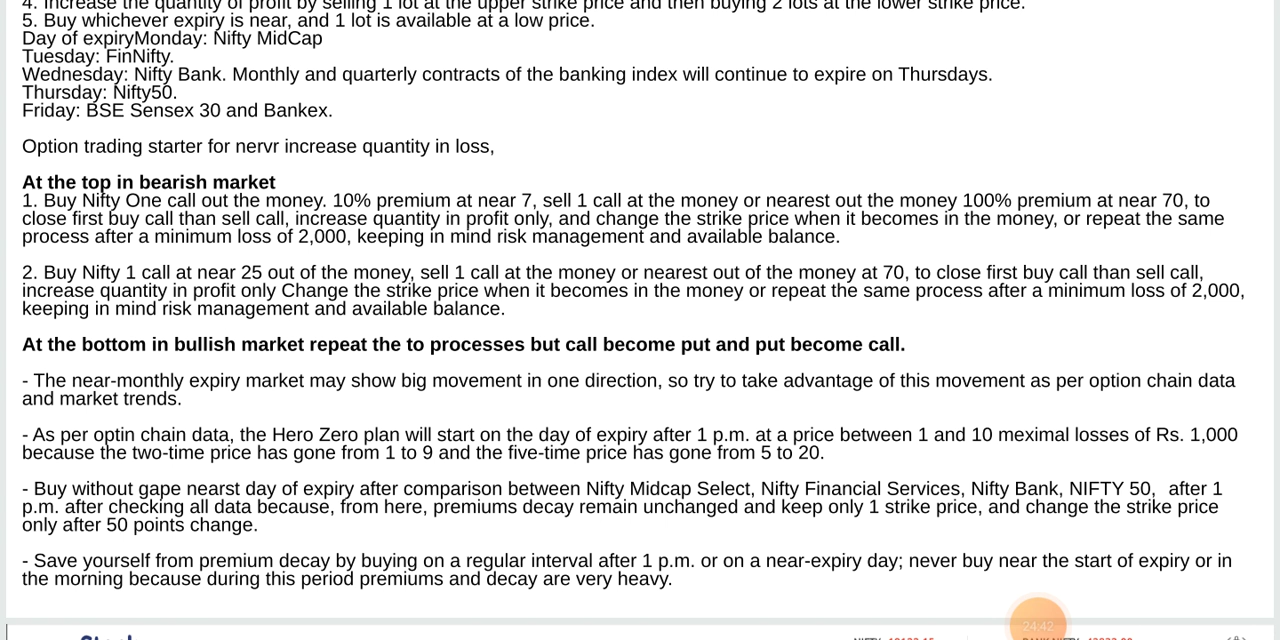 4. Increase the quantity of profit by selling 1 lot at the upper strike price and then buying 2 lots at the lower strike price.
5. Buy whichever expiry is near, and 1 lot is available at a low price.
Day of expiryMonday: Nifty MidCap
Tuesday: FinNifty.
Wednesday: Nifty Bank. Monthly and quarterly contracts of the banking index will continue to expire on Thursdays.
Thursday: Nifty50.
Friday: BSE Sensex 30 and Bankex.
Option trading starter for nervr increase quantity in loss,
At the top in bearish market
1. Buy Nifty One call out the money. 10% premium at near 7, sell 1 call at the money or nearest out the money 100% premium at near 70, to
close first buy call than sell call, increase quantity in profit only, and change the strike price when it becomes in the money, or repeat the same
process after a minimum loss of 2,000, keeping in mind risk management and available balance.
2. Buy Nifty 1 call at near 25 out of the money, sell 1 call at the money or nearest out of the money at 70, to close first buy call than sell call,
increase quantity in profit only Change the strike price when it becomes in the money or repeat the same process after a minimum loss of 2,000,
keeping in mind risk management and available balance.
At the bottom in bullish market repeat the to processes but call become put and put become call.
- The near-monthly expiry market may show big movement in one direction, so try to take advantage of this movement as per option chain data
and market trends.
- As per optin chain data, the Hero Zero plan will start on the day of expiry after 1 p.m. at a price between 1 and 10 meximal losses of Rs. 1,000
because the two-time price has gone from 1 to 9 and the five-time price has gone from 5 to 20.
- Buy without gape nearst day of expiry after comparison between Nifty Midcap Select, Nifty Financial Services, Nifty Bank, NIFTY 50,  after 1
p.m. after checking all data because, from here, premiums decay remain unchanged and keep only 1 strike price, and change the strike price
only after 50 points change.
- Save yourself from premium decay by buying on a regular interval after 1 p.m. or on a near-expiry day; never buy near the start of expiry or in
the morning because during this period premiums and decay are very heavy.
24:42